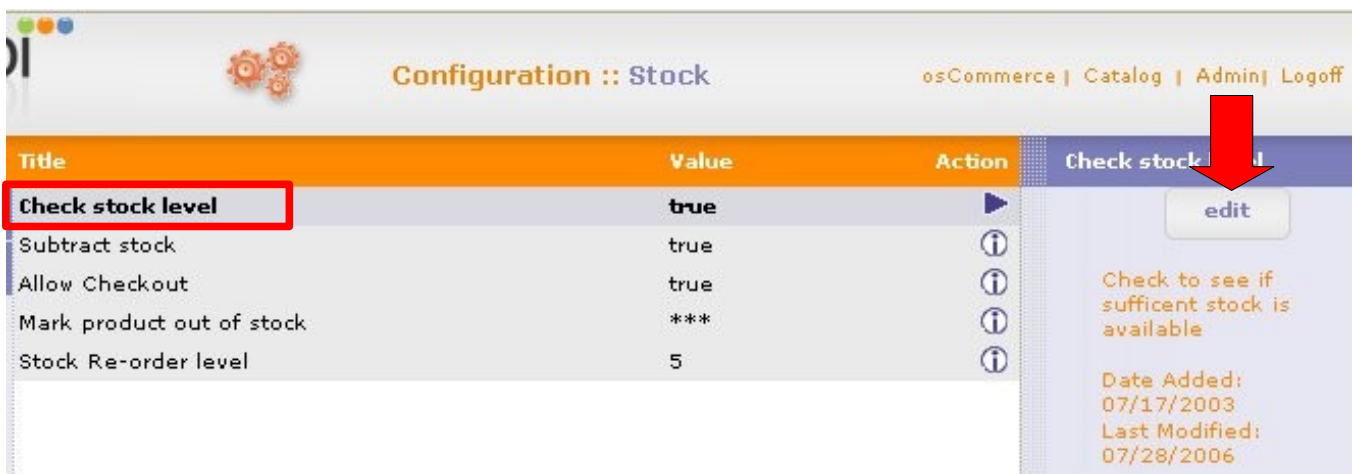 Configuration :: Stock
osCommerce | Catalog | Admin| Logoff
Title Value Action
Check stock level true
Subtract stock true
Allow Checkout true
Mark product out of stock ***
Stock Re-order level 5
Check stock
edit
Check to see if
sufficent stock is
available
Date Added:
07/17/2003
Last Modified:
07/28/2006